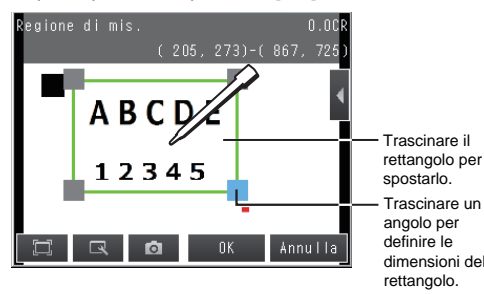 Regione di mis.
0.0CR
( 205, 273)-( 867, 725)
ABCDE
12345
OK
Annulla
Trascinare il
rettangolo per
spostarlo.
Trascinare un
angolo per
definire le
dimensioni del
rettangolo.